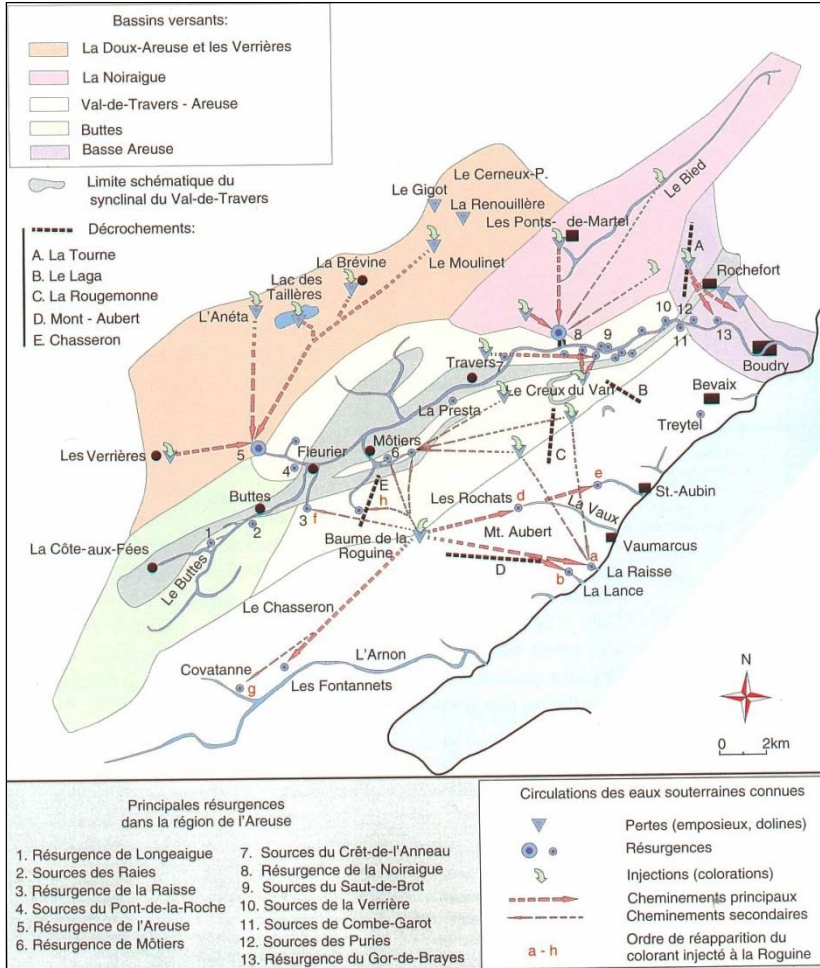 Bassins versants:
La Doux-Areuse et les Verrières
La Noiraigue
Val-de-Travers - Areuse
Buttes
Basse Areuse
Limite schématique du
synclinal du Val-de-Travers
Décrochements:
A. La Tourne
B. Le Laga
C. La Rougemonne
D. Mont - Aubert
E. Chasseron
Le Cerneux-P.
Le Gigot
La Renouillère
Le Bied
Les Ponts-de-Martel
Le Moulinet
La Brévine
Lac des
Taillères
L'Anéta
A
Rochefort
10
12
8
9
11
13
Boudry
Travers
7
Le Creux du Van
B
Bevaix
La Presta
Treytel
Les Verrières
5
4
Fleurier
Môtiers
6
C
E
h
Les Rochats
d
e
St.-Aubin
La Vaux
Buttes
3
f
Baume de la
Roguine
Mt. Aubert
Vaumarcus
1
2
La Côte-aux-Fées
Le Buttes
D
a
b
La Raisse
La Lance
Le Chasseron
L'Arnon
Covatanne
g
Les Fontannets
N
0 2km
Principales résurgences
dans la région de l'Areuse
1. Résurgence de Longeaigue
2. Sources des Raies
3. Résurgence de la Raisse
4. Sources du Pont-de-la-Roche
5. Résurgence de l'Areuse
6. Résurgence de Môtiers
7. Sources du Crêt-de-l'Anneau
8. Résurgence de la Noiraigue
9. Sources du Saut-de-Brot
10. Sources de la Verrière
11. Sources de Combe-Garot
12. Sources des Puries
13. Résurgence du Gor-de-Brayes
Circulations des eaux souterraines connues
Pertes (emposieux, dolines)
Résurgences
Injections (colorations)
Cheminements principaux
Cheminements secondaires
a - h
Ordre de réapparition du
colorant injecté à la Roguine